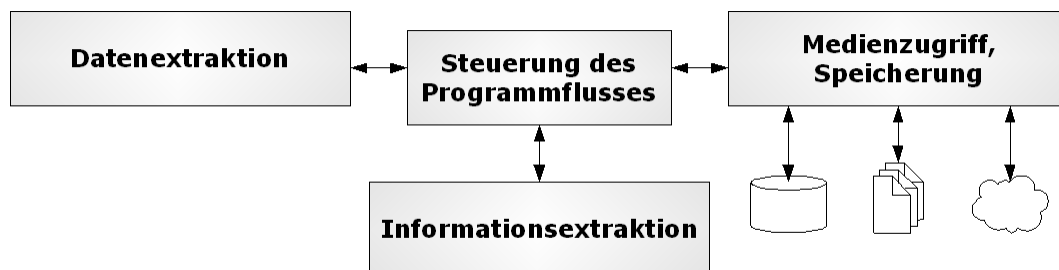 Datenextraktion
Steuerung des
Programmflusses
Medienzugriff,
Speicherung
Informationsextraktion